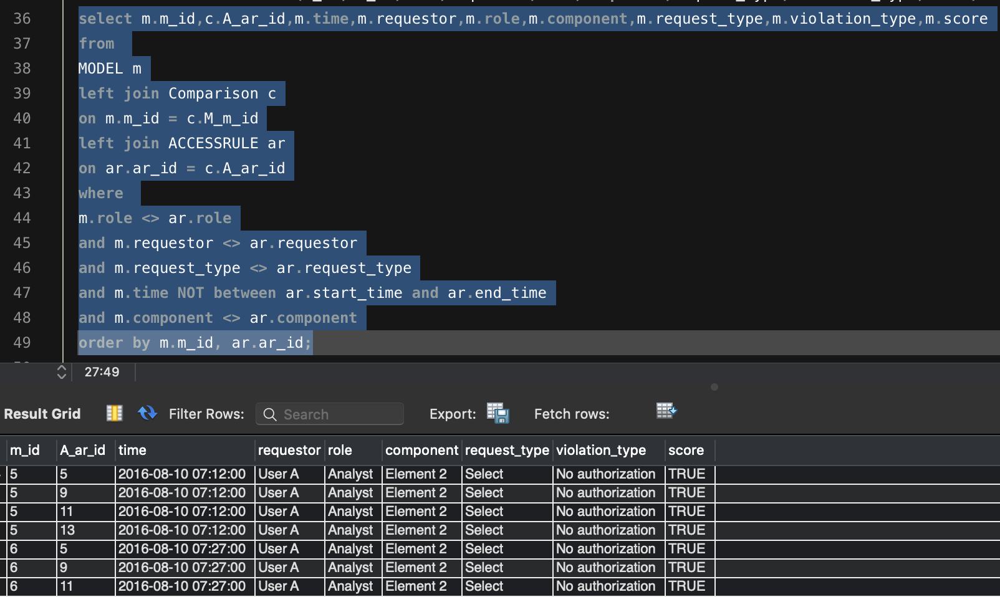 36 select m.m_id,c.A_ar_id,m.time,m.requestor,m.role,m.component,m.request_type,m.violation_type,m.score
37 from
38 MODEL m
39 left join Comparison c
40 on m.m_id = c.M_m_id
41 left join ACCESSRULE ar
42 on ar.ar_id = c.A_ar_id
43 where
44 m.role <> ar.role
45 and m.requestor <> ar.requestor
46 and m.request_type <> ar.request_type
47 and m.time NOT between ar.start_time and ar.end_time
48 and m.component <> ar.component
49 order by m.m_id, ar.ar_id;
27:49
Result Grid Filter Rows: Search Export: Fetch rows:
m_id A_ar_id time requestor role component request_type violation_type score
5 5 2016-08-10 07:12:00 User A Analyst Element 2 Select No authorization TRUE
5 9 2016-08-10 07:12:00 User A Analyst Element 2 Select No authorization TRUE
5 11 2016-08-10 07:12:00 User A Analyst Element 2 Select No authorization TRUE
5 13 2016-08-10 07:12:00 User A Analyst Element 2 Select No authorization TRUE
6 5 2016-08-10 07:27:00 User A Analyst Element 2 Select No authorization TRUE
6 9 2016-08-10 07:27:00 User A Analyst Element 2 Select No authorization TRUE
6 11 2016-08-10 07:27:00 User A Analyst Element 2 Select No authorization TRUE